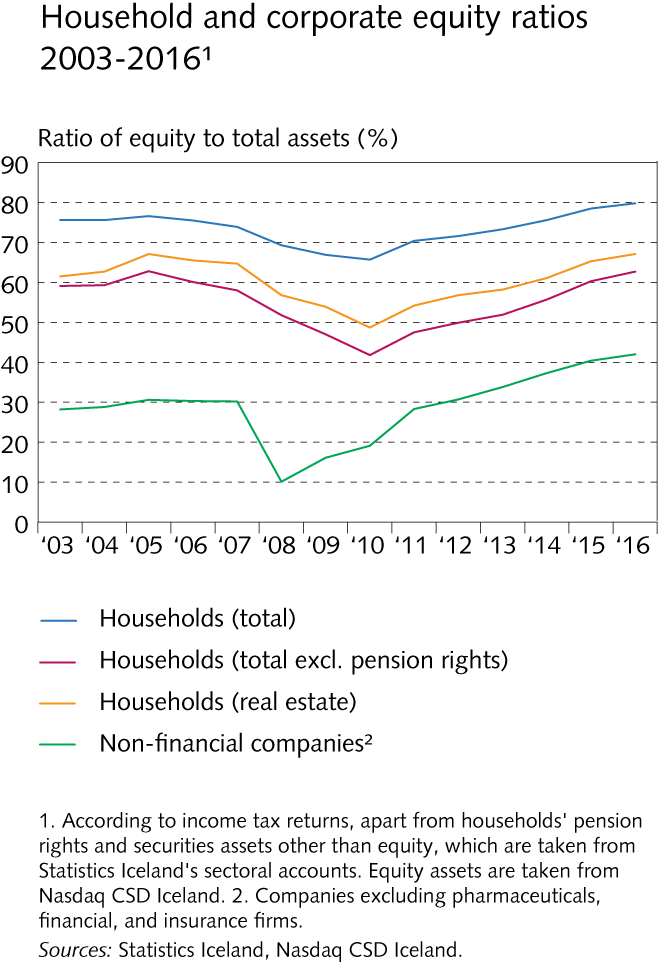 Household and corporate equity ratios
2003-2016¹
Ratio of equity to total assets (%)
90
80
70
60
50
40
30
20
10
0
‘03 ‘04 ‘05 ‘06 ‘07 ‘08 ‘09 ‘10 ‘11 ‘12 ‘13 ‘14 ‘15 ‘16
Households (total)
Households (total excl. pension rights)
Households (real estate)
Non-financial companies²
1. According to income tax returns, apart from households' pension
rights and securities assets other than equity, which are taken from
Statistics Iceland's sectoral accounts. Equity assets are taken from
Nasdaq CSD Iceland. 2. Companies excluding pharmaceuticals,
financial, and insurance firms.
Sources: Statistics Iceland, Nasdaq CSD Iceland.